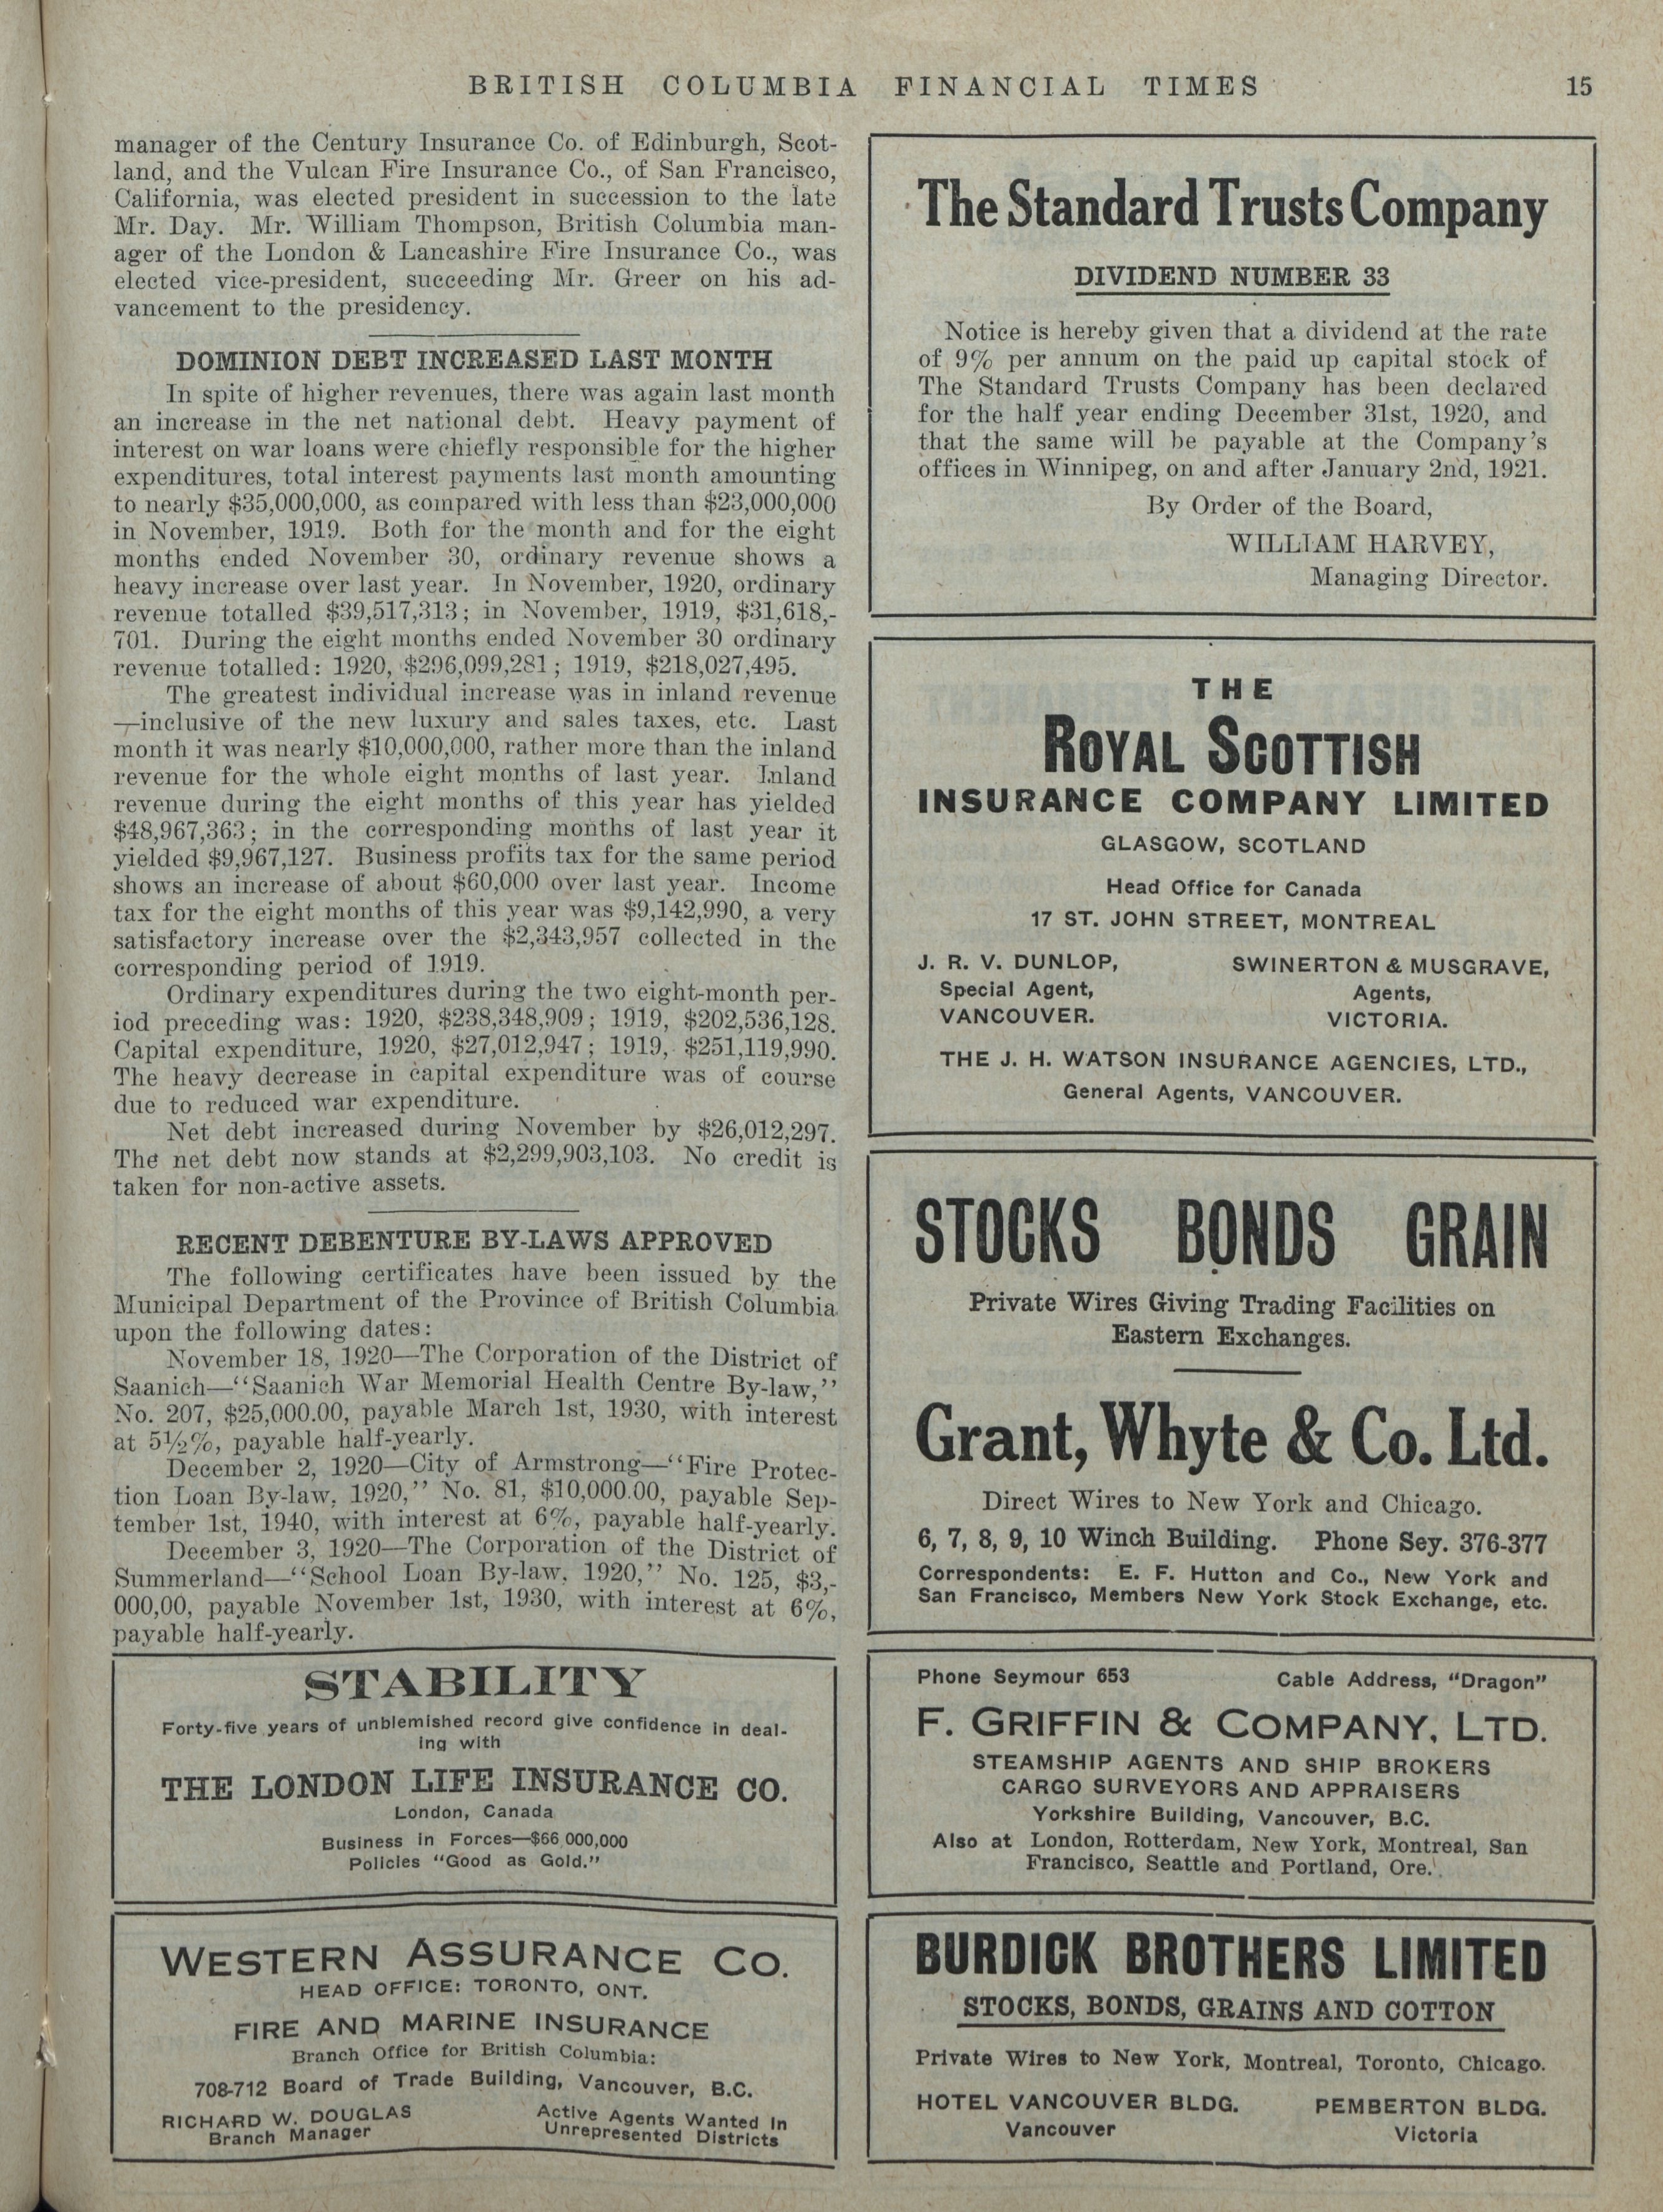 BRITISH COLUMBIA FINANCIAL TIMES 15
manager of the Century Insurance Co. of Edinburgh, Scot-
land, and the Vulcan Fire Insurance Co., of San Francisco,
California, was elected president in succession to the late
Mr. Day. Mr. William Thompson, British Columbia man-
ager of the London & Lancashire Fire Insurance Co., was
elected vice-president, succeeding Mr. Greer on his ad-
vancement to the presidency.
DOMINION DEBT INCREASED LAST MONTH
In spite of higher revenues, there was again last month
an increase in the net national debt. Heavy payment of
interest on war loans were chiefly responsible for the higher
expenditures, total interest payments last month amounting
to nearly $35,000,000, as compared with less than $23,000,000
in November, 1919. Both for the month and for the eight
months ended November 30, ordinary revenue shows a
heavy increase over last year. In November, 1920, ordinary
revenue totalled $39,517,313; in November, 1919, $31,618,-
701. During the eight months ended November 30 ordinary
revenue totalled: 1920, $296,099,281; 1919, $218,027,495.
The greatest individual increase was in inland revenue
—inclusive of the new luxury and sales taxes, etc. Last
month it was nearly $10,000,000, rather more than the inland
revenue for the whole eight months of last year. Inland
revenue during the eight months of this year has yielded
$48,967,363; in the corresponding months of last year it
yielded $9,967,127. Business profits tax for the same period
shows an increase of about $60,000 over last year. Income
tax for the eight months of this year was $9,142,990, a very
satisfactory increase over the $2,343,957 collected in the
corresponding period of 1919.
Ordinary expenditures during the two eight-month per-
iod preceding was: 1920, $238,348,909; 1919, $202,536,128.
Capital expenditure, 1920, $27,012,947; 1919, $251,119,990.
The heavy decrease in capital expenditure was of course
due to reduced war expenditure.
Net debt increased during November by $26,012,297.
The net debt now stands at $2,299,903,103. No credit is
taken for non-active assets.
RECENT DEBENTURE BY-LAWS APPROVED
The following certificates have been issued by the
Municipal Department of the Province of British Columbia
upon the following dates:
November 18, 1920—The Corporation of the District of
Saanich—"Saanich War Memorial Health Centre By-law,"
No. 207, $25,000.00, payable March 1st, 1930, with interest
at 5½%, payable half-yearly.
December 2, 1920—City of Armstrong—"Fire Protec-
tion Loan By-law, 1920," No. 81, $10,000.00, payable Sep-
tember 1st, 1940, with interest at 6%, payable half-yearly.
December 3, 1920—The Corporation of the District of
Summerland—"School Loan By-law, 1920," No. 125, $3,-
000,00, payable November 1st, 1930, with interest at 6%,
payable half-yearly.
STABILITY
Forty-five years of unblemished record give confidence in deal-
ing with
THE LONDON LIFE INSURANCE CO.
London, Canada
Business in Forces—$66,000,000
Policies "Good as Gold."
WESTERN ASSURANCE CO.
HEAD OFFICE: TORONTO, ONT.
FIRE AND MARINE INSURANCE
Branch Office for British Columbia:
708-712 Board of Trade Building, Vancouver, B.C.
RICHARD W. DOUGLAS
Branch Manager
Active Agents Wanted in
Unrepresented Districts
The Standard Trusts Company
DIVIDEND NUMBER 33
Notice is hereby given that a dividend at the rate
of 9% per annum on the paid up capital stock of
The Standard Trusts Company has been declared
for the half year ending December 31st, 1920, and
that the same will be payable at the Company's
offices in Winnipeg, on and after January 2nd, 1921.
By Order of the Board,
WILLIAM HARVEY,
Managing Director.
THE
ROYAL SCOTTISH
INSURANCE COMPANY LIMITED
GLASGOW, SCOTLAND
Head Office for Canada
17 ST. JOHN STREET, MONTREAL
J. R. V. DUNLOP,
Special Agent,
VANCOUVER.
SWINERTON & MUSGRAVE,
Agents,
VICTORIA.
THE J. H. WATSON INSURANCE AGENCIES, LTD.,
General Agents, VANCOUVER.
STOCKS BONDS GRAIN
Private Wires Giving Trading Facilities on
Eastern Exchanges.
Grant, Whyte & Co. Ltd.
Direct Wires to New York and Chicago.
6, 7, 8, 9, 10 Winch Building. Phone Sey. 376-377
Correspondents: E. F. Hutton and Co., New York and
San Francisco, Members New York Stock Exchange, etc.
Phone Seymour 653 Cable Address, "Dragon"
F. GRIFFIN & COMPANY, LTD.
STEAMSHIP AGENTS AND SHIP BROKERS
CARGO SURVEYORS AND APPRAISERS
Yorkshire Building, Vancouver, B.C.
Also at London, Rotterdam, New York, Montreal, San
Francisco, Seattle and Portland, Ore.
BURDICK BROTHERS LIMITED
STOCKS, BONDS, GRAINS AND COTTON
Private Wires to New York, Montreal, Toronto, Chicago.
HOTEL VANCOUVER BLDG.
Vancouver
PEMBERTON BLDG.
Victoria